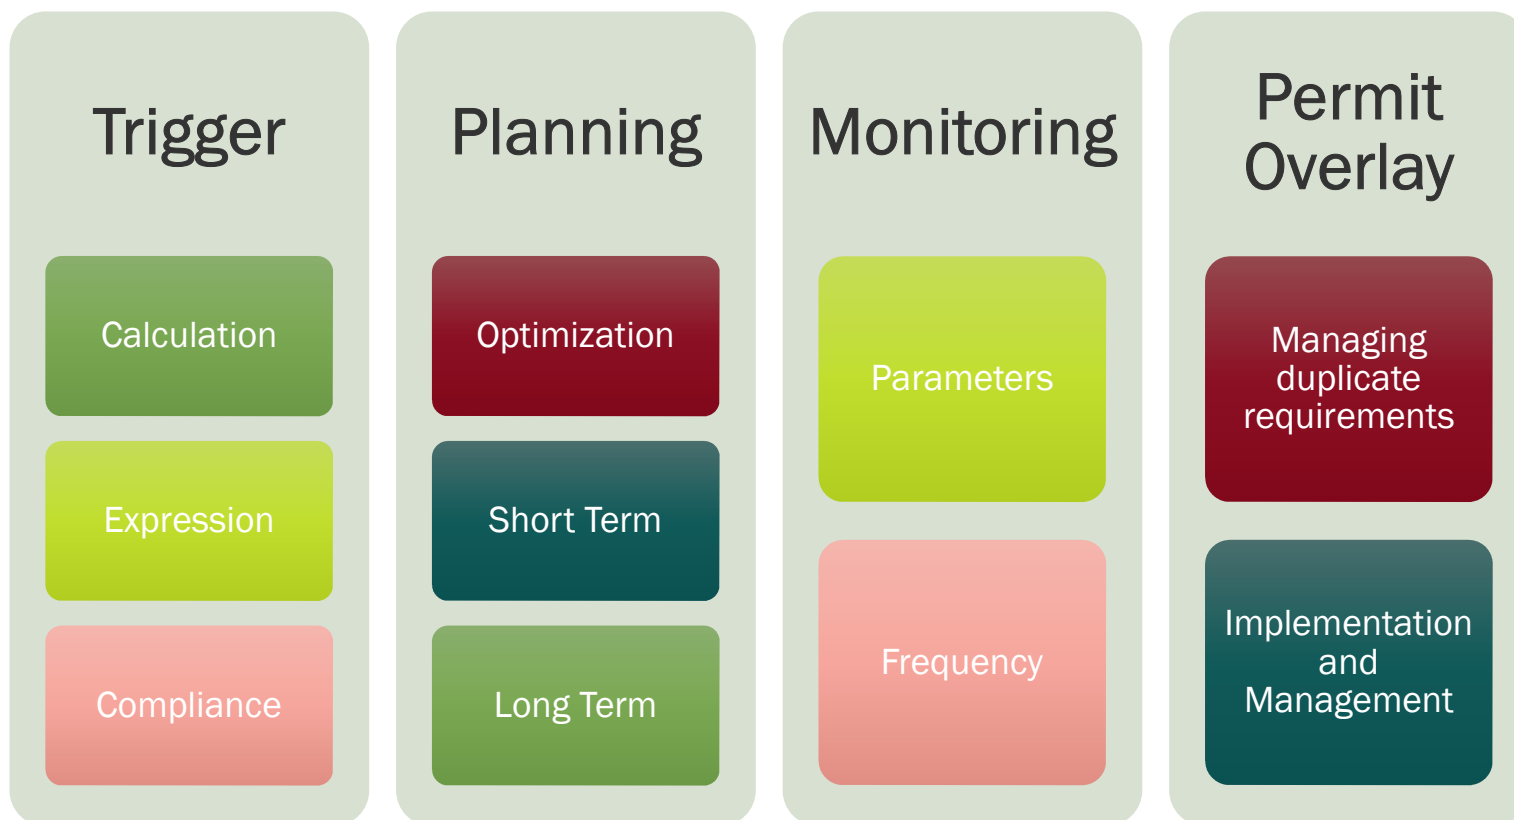 Trigger
Calculation
Expression
Compliance
Planning
Optimization
Short Term
Long Term
Monitoring
Parameters
Frequency
Permit
Overlay
Managing
duplicate
requirements
Implementation
and
Management